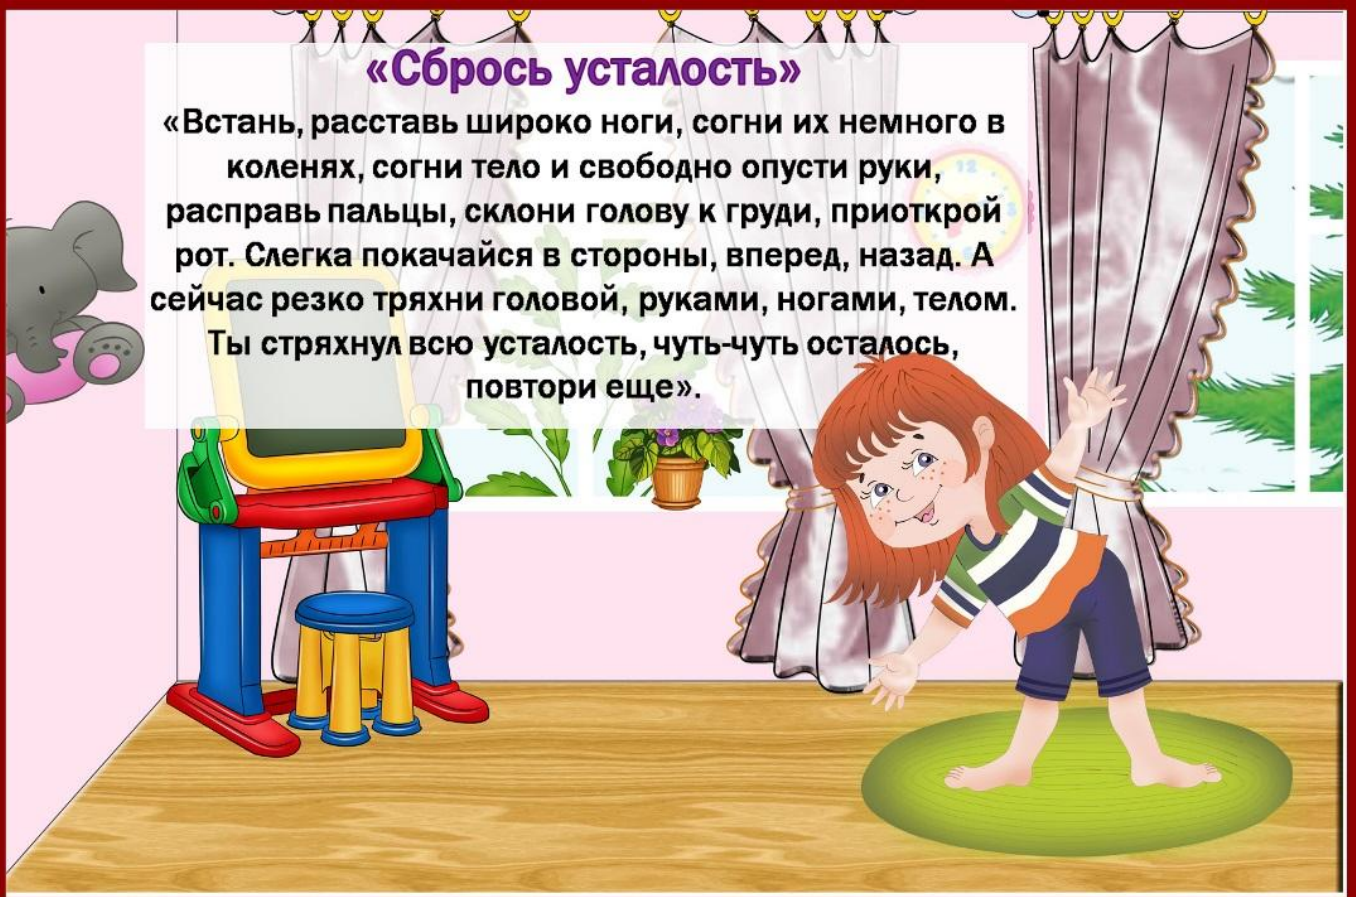 «Сбрось усталость»
«Встань, расставь широко ноги, согни их немного в
коленях, согни тело и свободно опусти руки,
расправь пальцы, склони голову к груди, приоткрой
рот. Слегка покачайся в стороны, вперед, назад. А
сейчас резко тряхни головой, руками, ногами, телом.
Ты стряхнул всю усталость, чуть-чуть осталось,
повтори еще».